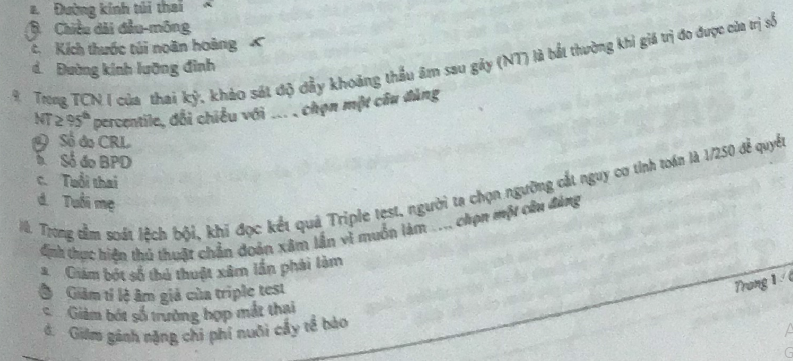 a. Đường kính túi thai
B. Chiều dài đầu-mông
c. Kích thước túi noãn hoàng
d. Đường kính lưỡng đỉnh
9. Trong TCN I của thai kỳ, khảo sát độ dầy khoảng thấu âm sau gáy (NT) là bất thường khi giá trị đo được của trị số
NT ≥ 95th percentile, đối chiếu với ... , chọn một câu đúng
a. Số đo CRL
b. Số đo BPD
c. Tuổi thai
d. Tuổi mẹ
10. Trong tầm soát lệch bội, khi đọc kết quả Triple test, người ta chọn ngưỡng cắt nguy cơ tính toán là 1/250 để quyết
định thực hiện thủ thuật chẩn đoán xâm lấn vì muốn làm .... chọn một câu đúng
a. Giảm bớt số thủ thuật xâm lấn phải làm
b. Giảm tỉ lệ âm giả của triple test
c. Giảm bớt số trường hợp mất thai
d. Giảm gánh nặng chi phí nuôi cấy tế bào
Trang 1 /